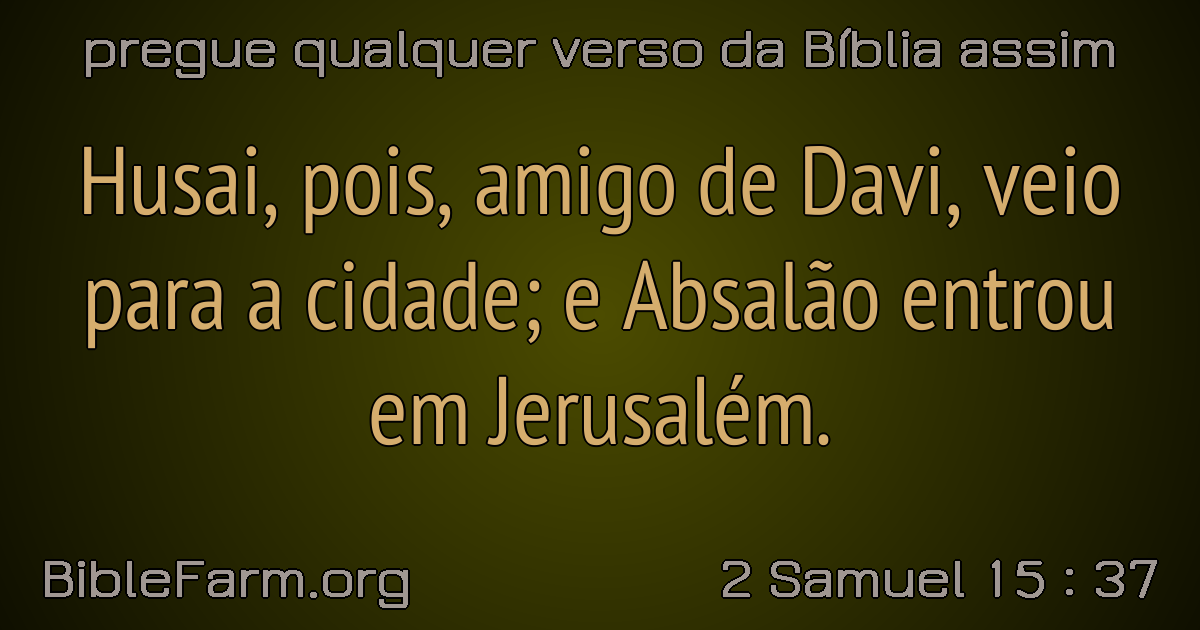 pregue qualquer verso da Bíblia assim
Husai, pois, amigo de Davi, veio
para a cidade; e Absalão entrou
em Jerusalém.
BibleFarm.org
2 Samuel 15 : 37